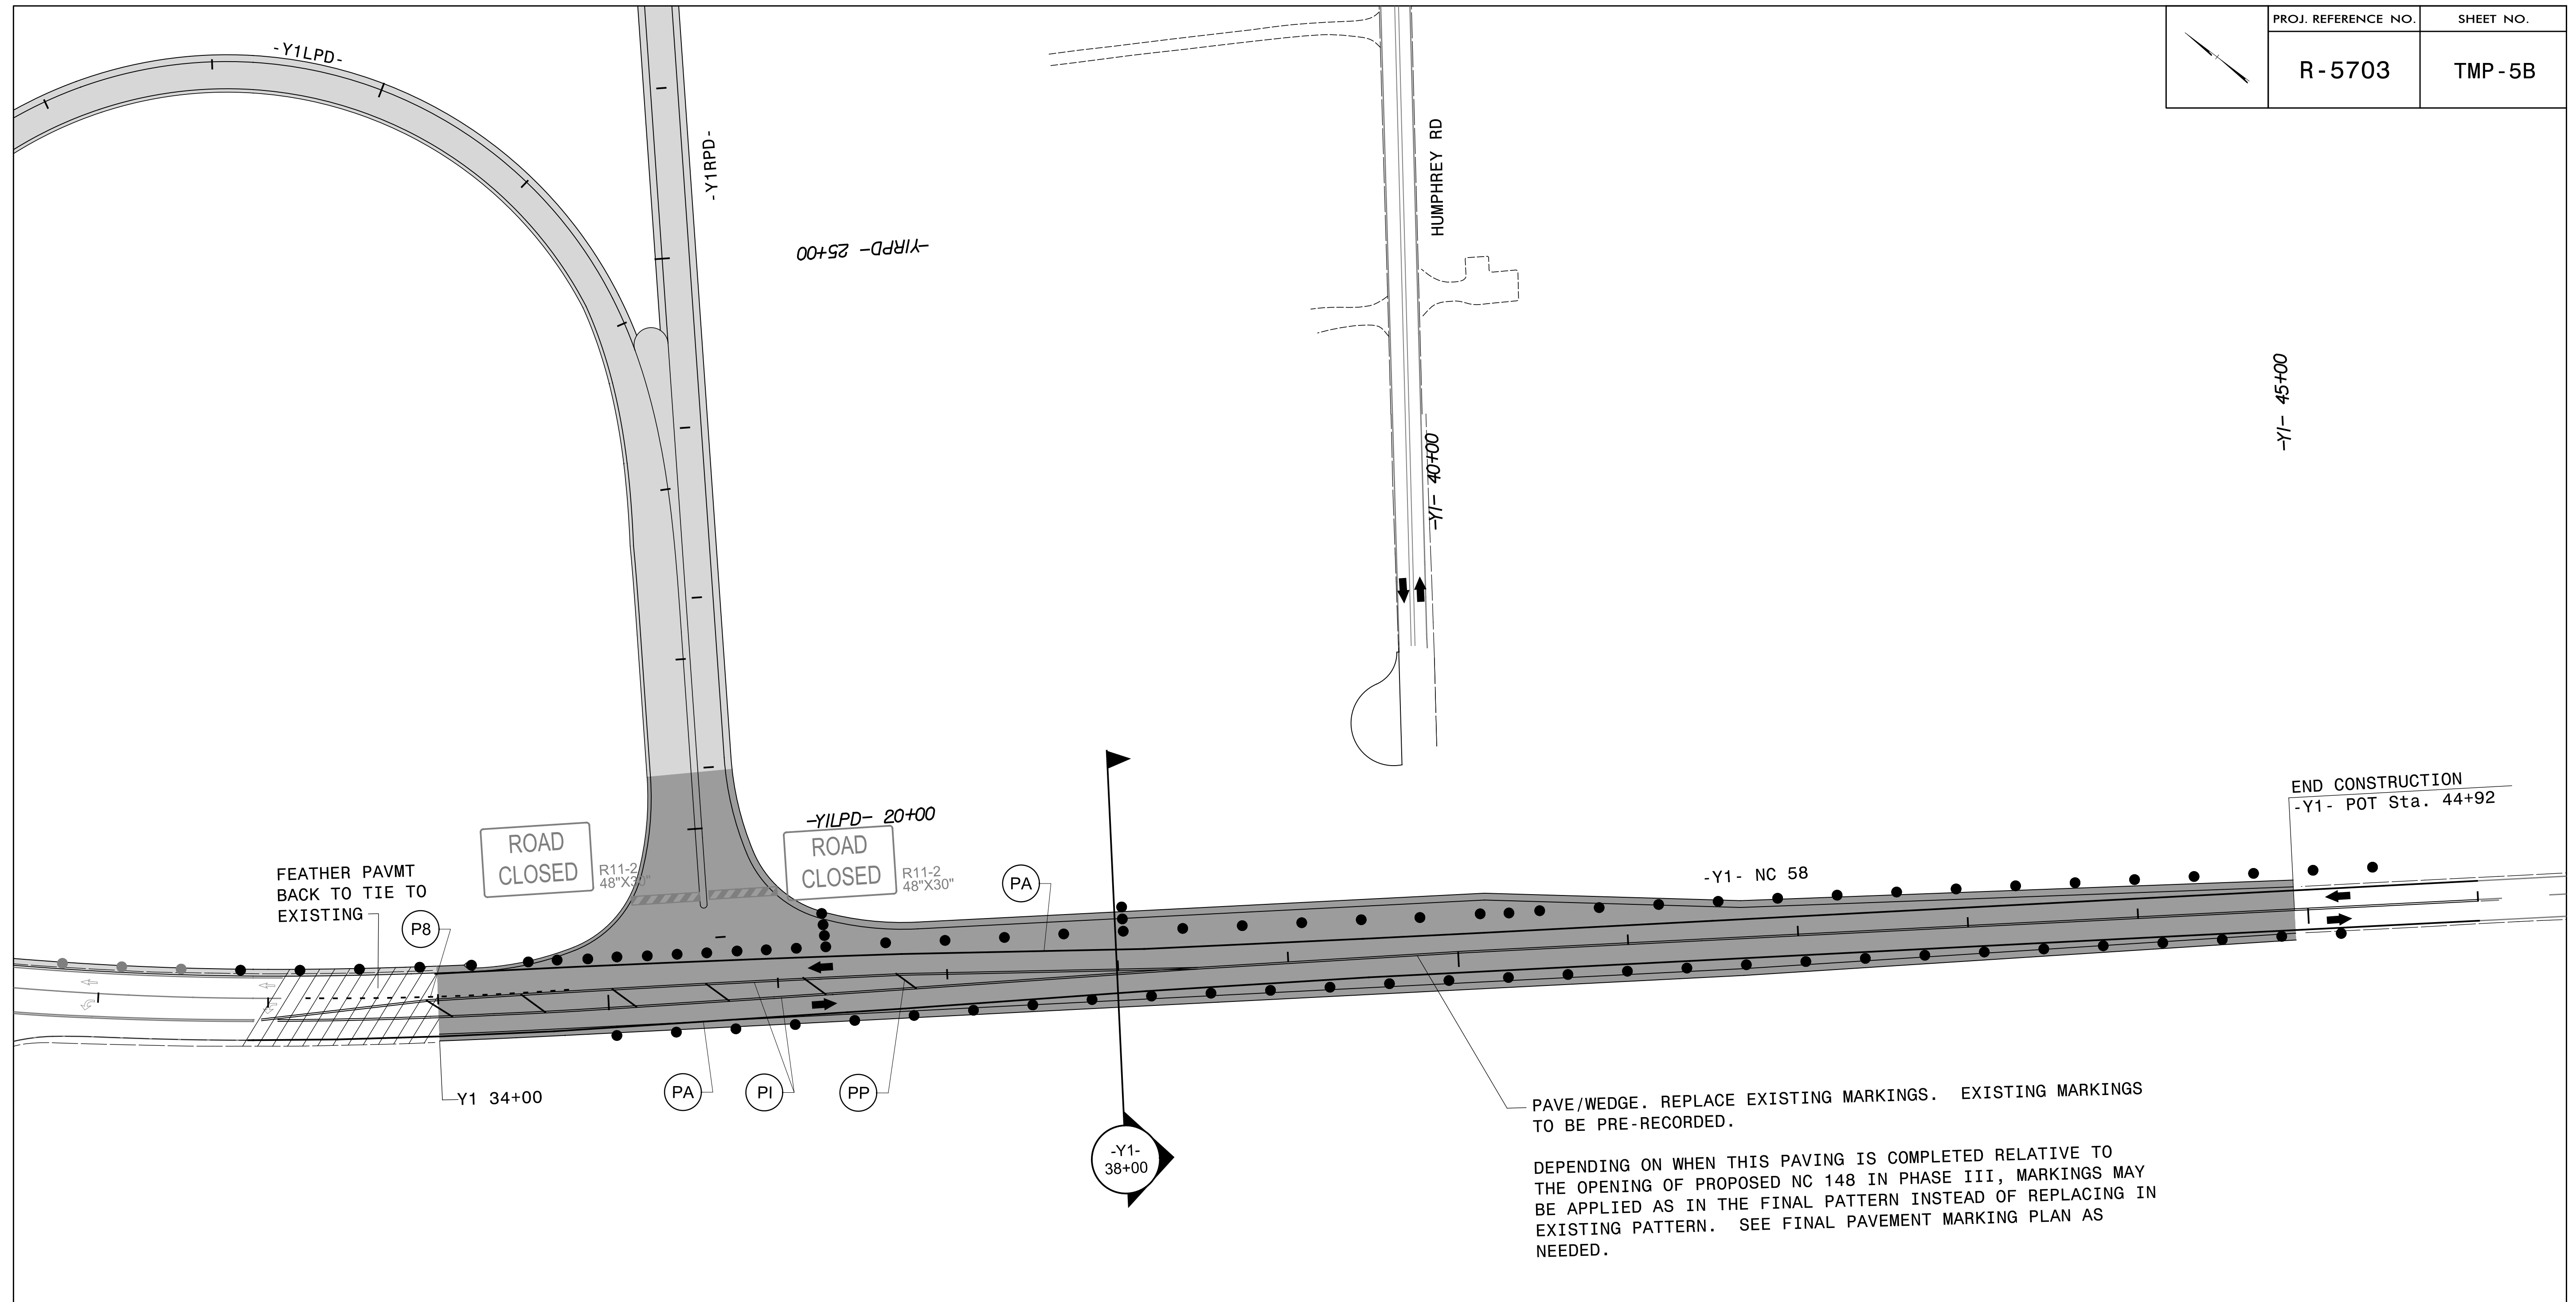 PROJ. REFERENCE NO.
SHEET NO.
R-5703
TMP-5B
-Y1LPD-
-Y1RPD-
-Y1RPD- 25+00
HUMPHREY RD
-Y1- 40+00
-Y1- 45+00
END CONSTRUCTION
-Y1- POT Sta. 44+92
-Y1LPD- 20+00
ROAD
CLOSED
R11-2
48"X30"
ROAD
CLOSED
R11-2
48"X30"
FEATHER PAVMT
BACK TO TIE TO
EXISTING
P8
PA
-Y1- NC 58
Y1 34+00
PA
PI
PP
-Y1-
38+00
PAVE/WEDGE. REPLACE EXISTING MARKINGS. EXISTING MARKINGS
TO BE PRE-RECORDED.
DEPENDING ON WHEN THIS PAVING IS COMPLETED RELATIVE TO
THE OPENING OF PROPOSED NC 148 IN PHASE III, MARKINGS MAY
BE APPLIED AS IN THE FINAL PATTERN INSTEAD OF REPLACING IN
EXISTING PATTERN. SEE FINAL PAVEMENT MARKING PLAN AS
NEEDED.